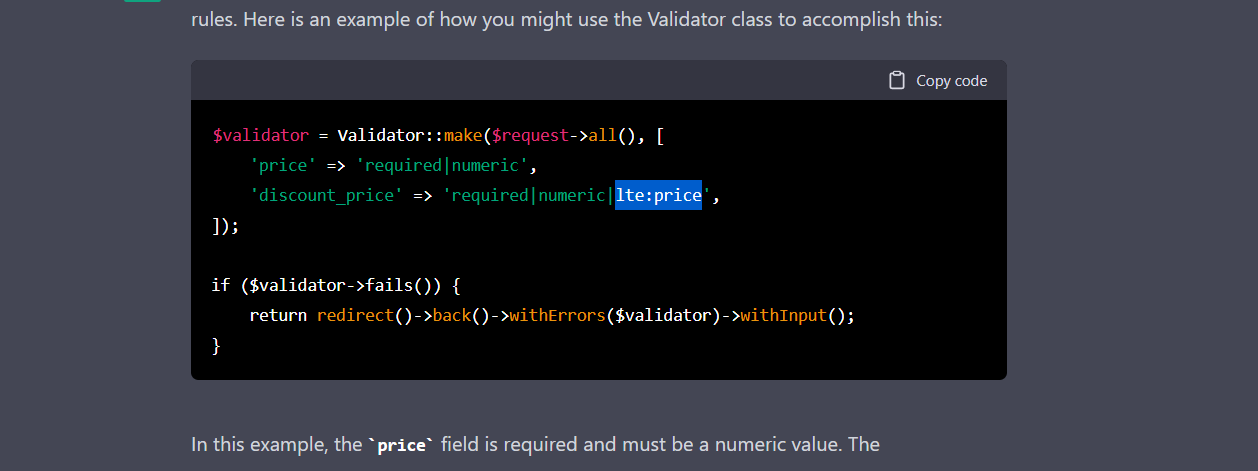 rules. Here is an example of how you might use the Validator class to accomplish this:
Copy code
$validator = Validator::make($request->all(), [
    'price' => 'required|numeric',
    'discount_price' => 'required|numeric|lte:price',
]);
if ($validator->fails()) {
    return redirect()->back()->withErrors($validator)->withInput();
}
In this example, the `price` field is required and must be a numeric value. The